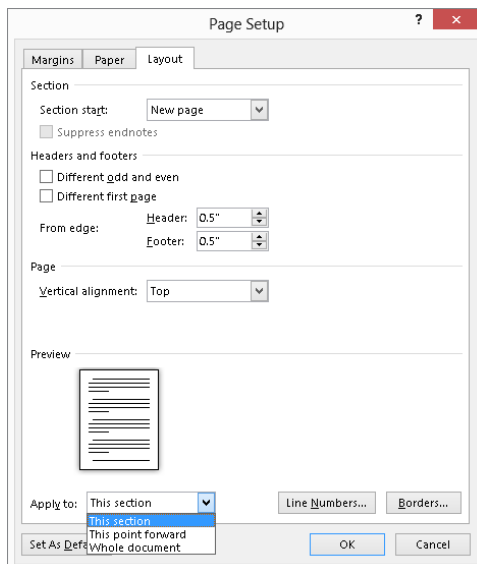 Page Setup ?
Margins Paper Layout
Section
Section start: New page
Suppress endnotes
Headers and footers
Different odd and even
Different first page
From edge:
Header: 0.5"
Footer: 0.5"
Page
Vertical alignment: Top
Preview
Apply to: This section
Line Numbers... Borders...
This section
This point forward
Whole document
Set As OK Cancel